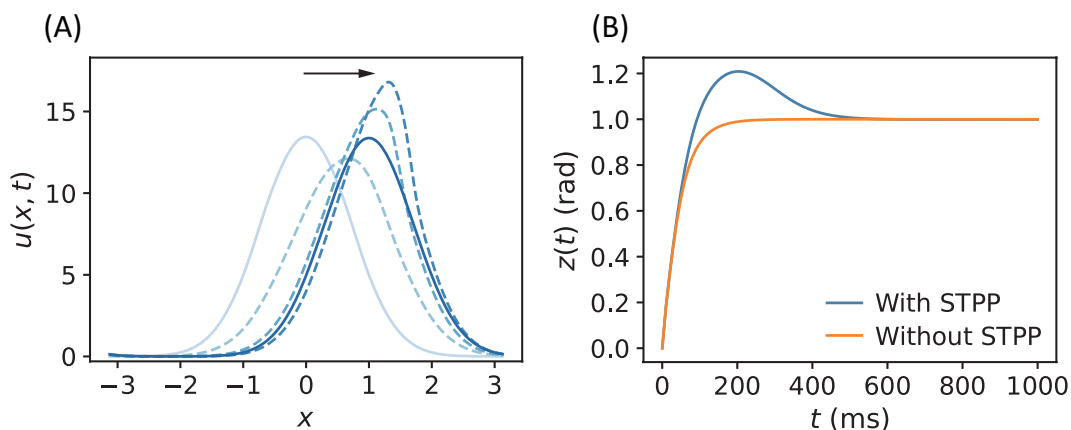 (A)
u(x, t)
15
10
5
0
−3 −2 −1 0 1 2 3
x
(B)
z(t) (rad)
1.2
1.0
0.8
0.6
0.4
0.2
0.0
With STPP
Without STPP
0 200 400 600 800 1000
t (ms)